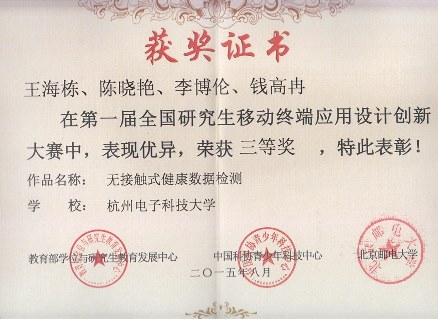 获奖证书
王海栋、陈晓艳、李博伦、钱高冉
在第一届全国研究生移动终端应用设计创新
大赛中，表现优异，荣获 三等奖 ，特此表彰！
作品名称： 无接触式健康数据检测
学 校： 杭州电子科技大学
教育部学位与研究生教育发展中心 中国科协青少年科技中心 北京邮电大学
二〇一五年八月